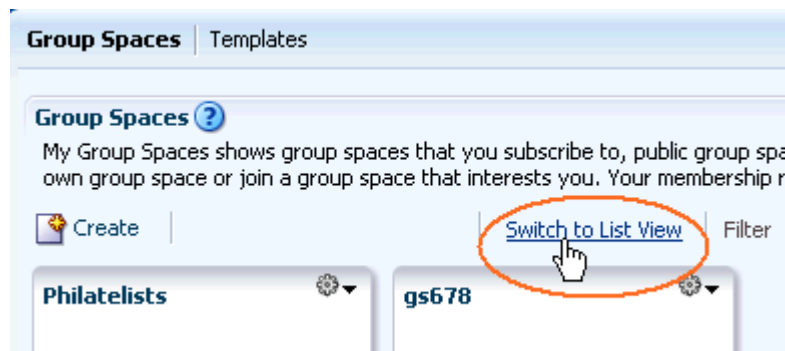 Group Spaces Templates
Group Spaces ?
My Group Spaces shows group spaces that you subscribe to, public group spa
own group space or join a group space that interests you. Your membership r
Create Switch to List View Filter
Philatelists gs678